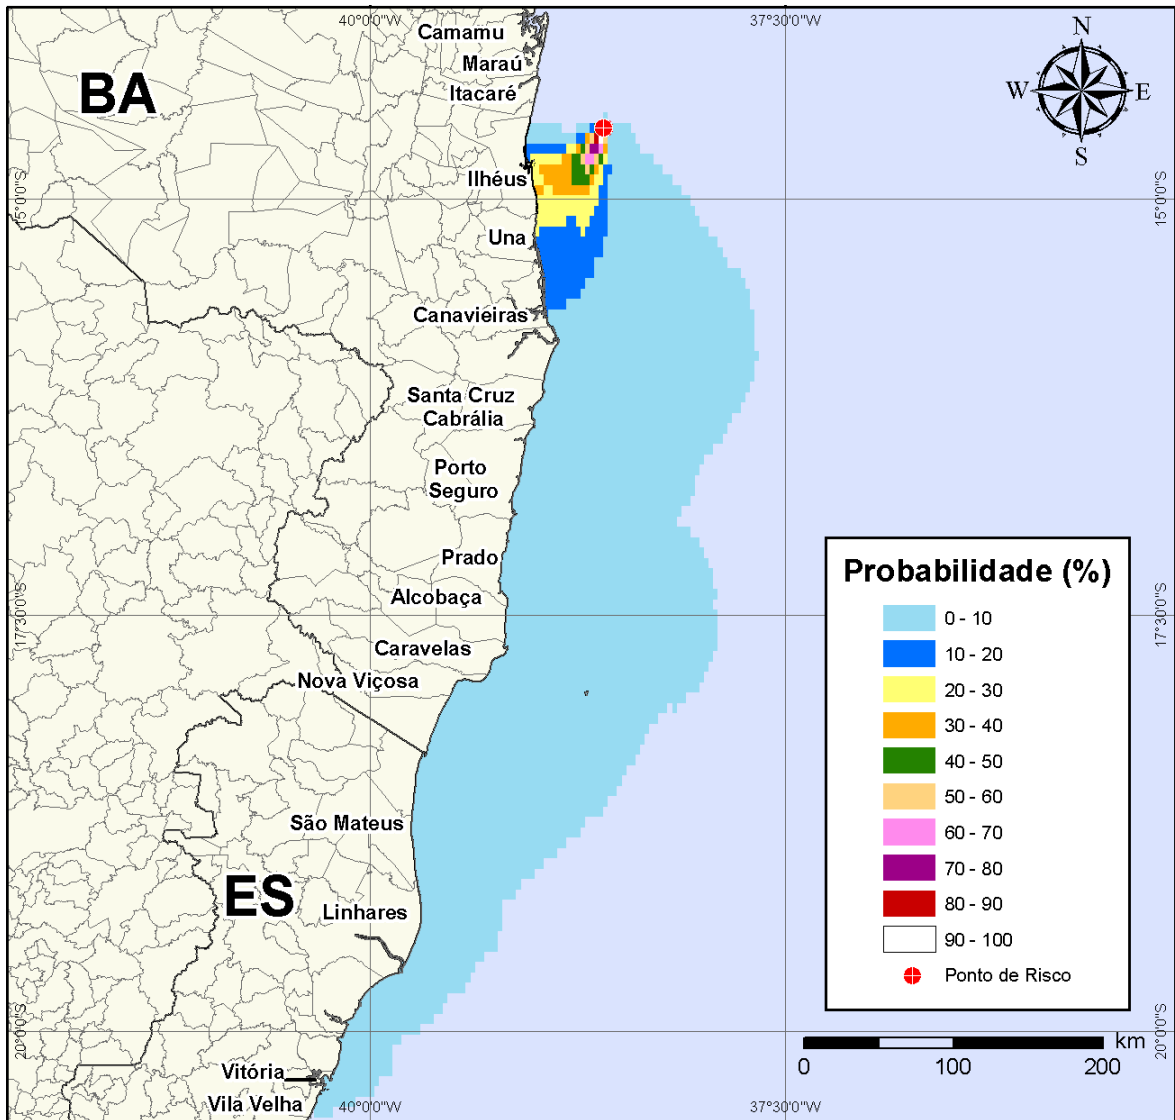 40°0'0"W
37°30'0"W
Camamu
Maraú
Itacaré
BA
N
W
E
S
Ilhéus
15°0'0"S
15°0'0"S
Una
Canavieiras
Santa Cruz
Cabrália
Porto
Seguro
Prado
Alcobaça
17°30'0"S
17°30'0"S
Caravelas
Nova Viçosa
São Mateus
ES
Linhares
20°0'0"S
20°0'0"S
Vitória
Vila Velha
40°0'0"W
37°30'0"W
Probabilidade (%)
0 - 10
10 - 20
20 - 30
30 - 40
40 - 50
50 - 60
60 - 70
70 - 80
80 - 90
90 - 100
Ponto de Risco
km
0
100
200